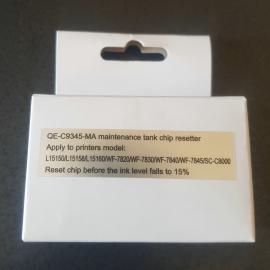 QE-C9345-MA maintenance tank chip resetter
Apply to printers model:
L15150/L15158/L15160/WF-7820/WF-7830/WF-7840/WF-7845/SC-C8000
Reset chip before the ink level falls to 15%